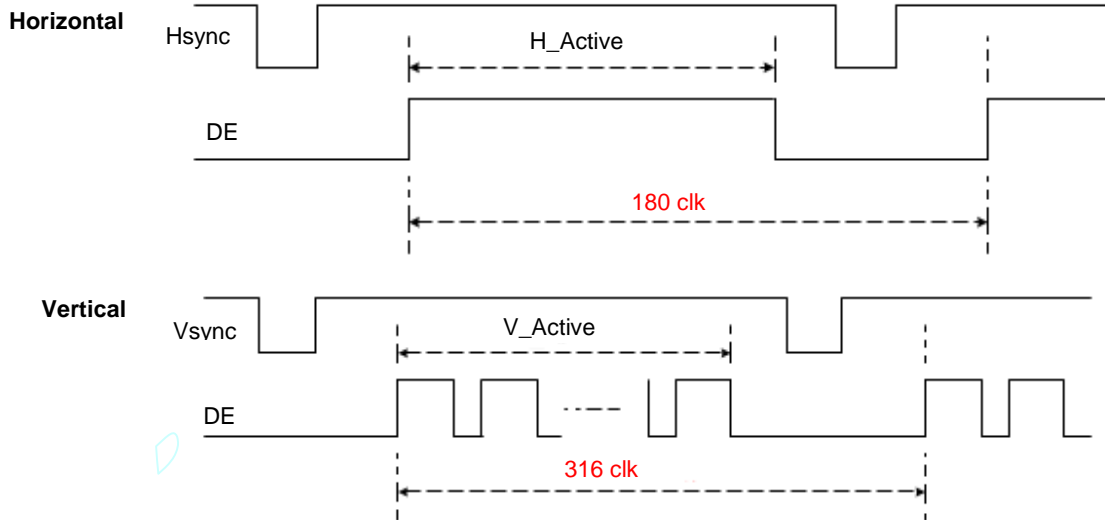 Horizontal
Hsync
H_Active
DE
180 clk
Vertical
Vsync
V_Active
DE
316 clk